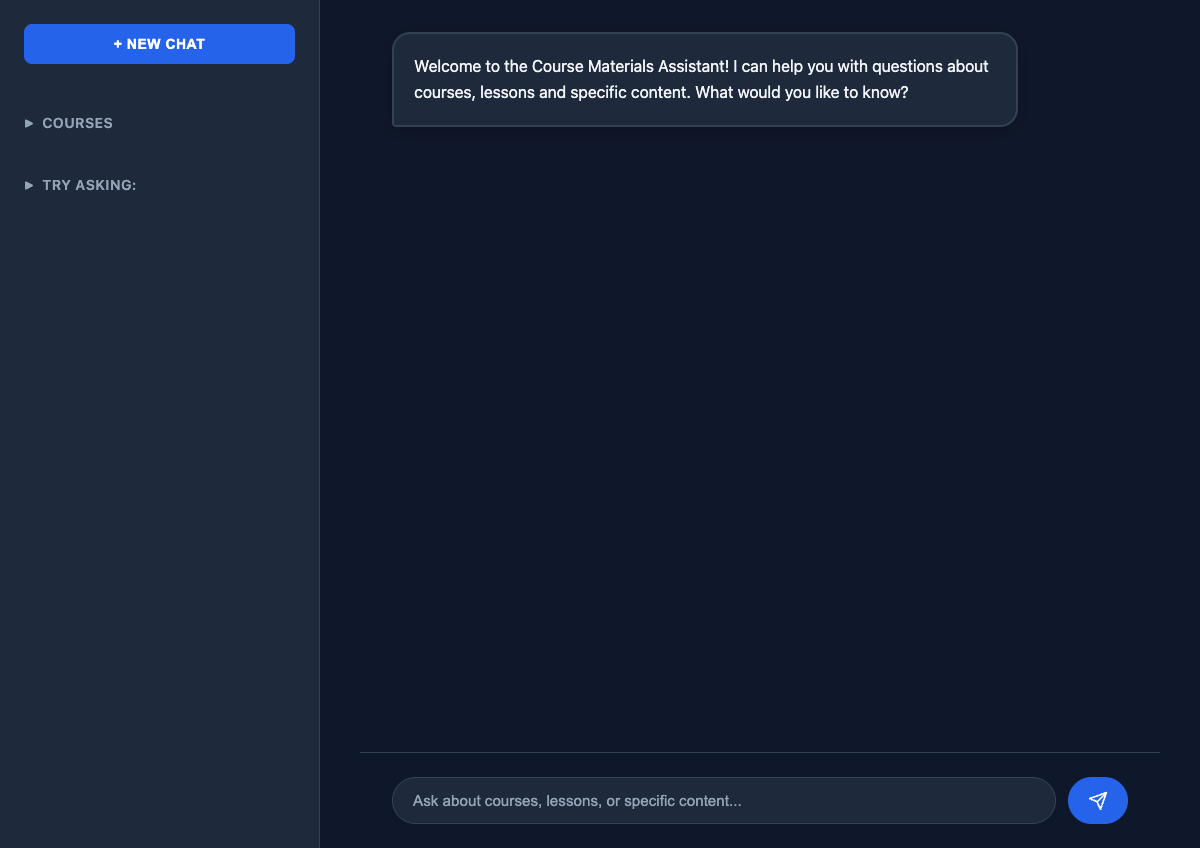 + NEW CHAT
▶ COURSES
▶ TRY ASKING:
Welcome to the Course Materials Assistant! I can help you with questions about
courses, lessons and specific content. What would you like to know?
Ask about courses, lessons, or specific content...